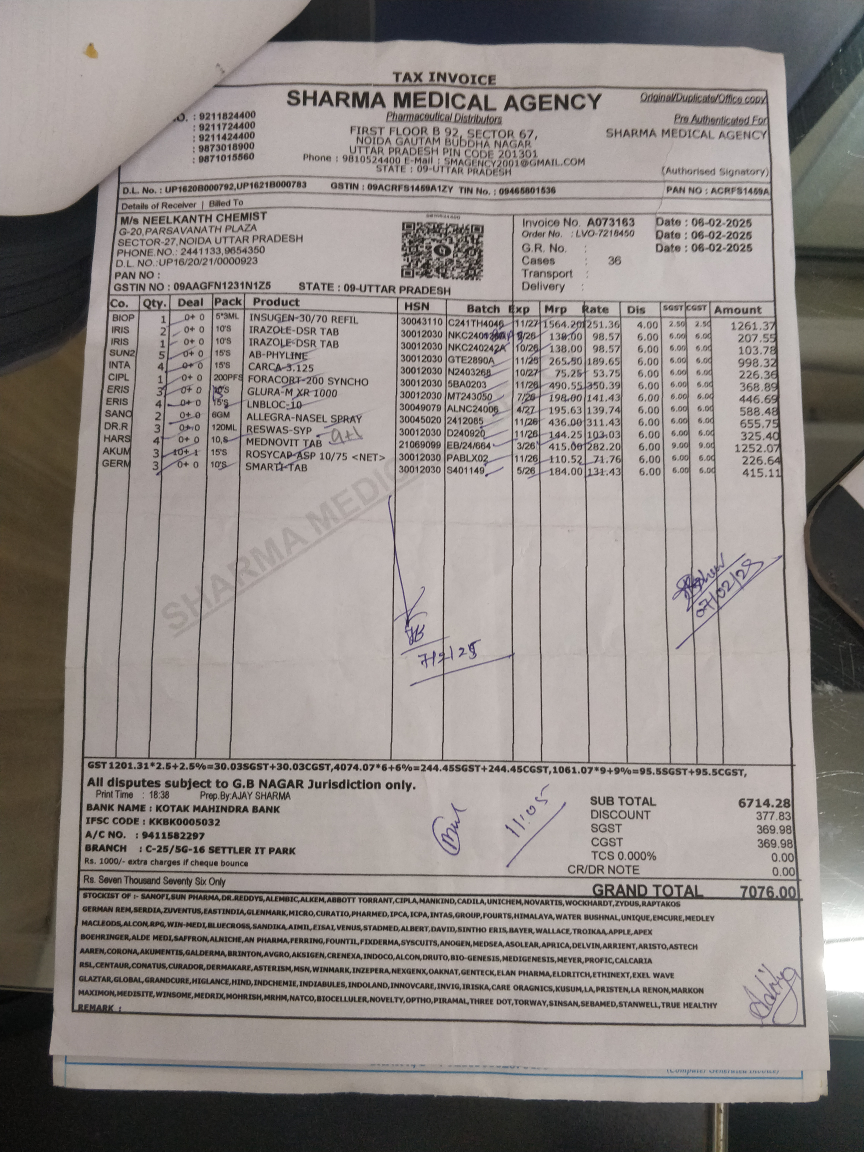 TAX INVOICE
Original/Duplicate/Office copy
SHARMA MEDICAL AGENCY
Pharmaceutical Distributors
Pre Authenticated For
SHARMA MEDICAL AGENCY
(Authorised Signatory)
: 9211824400
: 9211724400
: 9211424400
: 9873018900
: 9871015560
FIRST FLOOR B 92, SECTOR 67,
NOIDA GAUTAM BUDDHA NAGAR
UTTAR PRADESH PIN CODE 201301
Phone : 9810524400 E-Mail : SMAGENCY2001@GMAIL.COM
STATE : 09-UTTAR PRADESH
D.L. No. : UP1620B000792,UP1621B000783 GSTIN : 09ACRFS1459A1ZY TIN No. : 09465801536 PAN NO : ACRFS1459A
Details of Receiver | Billed To
M/s NEELKANTH CHEMIST
G-20,PARSAVANATH PLAZA
SECTOR-27,NOIDA UTTAR PRADESH
PHONE.NO.: 2441133,9654350
D.L. NO.:UP16/20/21/0000923
PAN NO :
GSTIN NO : 09AAGFN1231N1Z5 STATE : 09-UTTAR PRADESH
Invoice No. A073163 Date : 06-02-2025
Order No. : LVO-7216450 Date : 06-02-2025
G.R. No. : Date : 06-02-2025
Cases : 36
Transport :
Delivery :
Co. Qty. Deal Pack Product HSN Batch Exp Mrp Rate Dis SGST CGST Amount
BIOP 1 0+ 0 5*3ML INSUGEN-30/70 REFIL 30043110 C241TH4046 11/27 1564.20 1251.36 4.00 2.50 2.50 1261.37
IRIS 2 0+ 0 10'S IRAZOLE-DSR TAB 30012030 9/26 138.00 98.57 6.00 6.00 6.00 207.55
IRIS 1 0+ 0 10'S IRAZOLE-DSR TAB 30012030 NKC240242A 10/26 138.00 98.57 6.00 6.00 6.00 103.78
SUN2 5 0+ 0 15'S AB-PHYLINE 30012030 GTE2890A 11/25 265.50 189.65 6.00 6.00 6.00 998.32
INTA 4 0+ 0 15'S CARCA 3.125 30012030 N2403268 10/27 75.25 53.75 6.00 6.00 6.00 226.36
CIPL 1 0+ 0 200PFS FORACORT-200 SYNCHO 30012030 5BA0203 11/26 490.55 350.39 6.00 6.00 6.00 368.89
ERIS 3 0+ 0 10'S GLURA-M XR 1000 30012030 MT243050 7/26 198.00 141.43 6.00 6.00 6.00 446.69
ERIS 4 0+ 0 15'S LNBLOC-10 30049079 ALNC24006 4/27 195.63 139.74 6.00 6.00 6.00 588.48
SANO 2 0+ 0 6GM ALLEGRA-NASEL SPRAY 30045020 2412085 11/26 436.00 311.43 6.00 6.00 6.00 655.75
DR.R 3 0+ 0 120ML RESWAS-SYP 30012030 D240920 11/26 144.25 103.03 6.00 6.00 6.00 325.40
HARS 4 0+ 0 10,S MEDNOVIT TAB 21069099 EB/24/664 3/26 415.00 282.20 6.00 9.00 9.00 1252.07
AKUM 3 10+ 1 15'S ROSYCAP-ASP 10/75 <NET> 30012030 PABLX02 11/26 110.52 71.76 6.00 6.00 6.00 226.64
GERM 3 0+ 0 10'S SMARTI-TAB 30012030 S401149 5/26 184.00 131.43 6.00 6.00 6.00 415.11
9+1
SHARMA MEDIC
07/02/25
7/2/25
GST 1201.31*2.5+2.5%=30.03SGST+30.03CGST,4074.07*6+6%=244.45SGST+244.45CGST,1061.07*9+9%=95.5SGST+95.5CGST,
All disputes subject to G.B NAGAR Jurisdiction only.
Print Time : 18:38 Prep.By:AJAY SHARMA
BANK NAME : KOTAK MAHINDRA BANK
IFSC CODE : KKBK0005032
A/C NO. : 9411582297
BRANCH : C-25/5G-16 SETTLER IT PARK
Rs. 1000/- extra charges if cheque bounce
11:05
SUB TOTAL 6714.28
DISCOUNT 377.83
SGST 369.98
CGST 369.98
TCS 0.000% 0.00
CR/DR NOTE 0.00
Rs. Seven Thousand Seventy Six Only
GRAND TOTAL 7076.00
STOCKIST OF :- SANOFI,SUN PHARMA,DR.REDDYS,ALEMBIC,ALKEM,ABBOTT TORRANT,CIPLA,MANKIND,CADILA,UNICHEM,NOVARTIS,WOCKHARDT,ZYDUS,RAPTAKOS
GERMAN REM,SERDIA,ZUVENTUS,EASTINDIA,GLENMARK,MICRO,CURATIO,PHARMED,IPCA,ICPA,INTAS,GROUP,FOURTS,HIMALAYA,WATER BUSHNAL,UNIQUE,EMCURE,MEDLEY
MACLEODS,ALCON,RPG,WIN-MEDI,BLUECROSS,SANDIKA,AIMIL,EISAI,VENUS,STADMED,ALBERT,DAVID,SINTHO ERIS,BAYER,WALLACE,TROIKAA,APPLE,APEX
BOEHRINGER,ALDE MEDI,SAFFRON,ALNICHE,AN PHARMA,FERRING,FOUNTIL,FIXDERMA,SYSCUITS,ANOGEN,MEDSEA,ASOLEAR,APRICA,DELVIN,ARRIENT,ARISTO,ASTECH
AAREN,CORONA,AKUMENTIS,GALDERMA,BRINTON,AVGRO,AKSIGEN,CRENEXA,INDOCO,ALCON,DRUTO,BIO-GENESIS,MEDIGENESIS,MEYER,PROFIC,CALCARIA
RSL,CENTAUR,CONATUS,CURADOR,DERMAKARE,ASTERISM,MSN,WINMARK,INZEPERA,NEXGEN,OAKNAT,GENTECK,ELAN PHARMA,ELDRITCH,ETHINEXT,EXEL WAVE
GLAZTAR,GLOBAL,GRANDCURE,HIGLANCE,HIND,INDCHEMIE,INDIABULES,INDOLAND,INNOVCARE,INVIG,IRISKA,CARE ORAGNICS,KUSUM,LA,PRISTEN,LA RENON,MARKON
MAXIMON,MEDISITE,WINSOME,MEDRIX,MOHRISH,MRHM,NATCO,BIOCELLULER,NOVELTY,OPTHO,PIRAMAL,THREE DOT,TORWAY,SINSAN,SEBAMED,STANWELL,TRUE HEALTHY
REMARK :